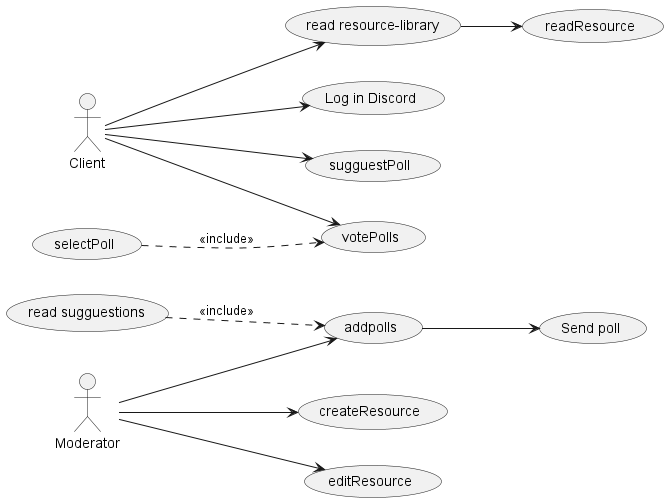 read resource-library
readResource
Log in Discord
Client
sugguestPoll
selectPoll
«include»
votePolls
read sugguestions
«include»
addpolls
Send poll
Moderator
createResource
editResource